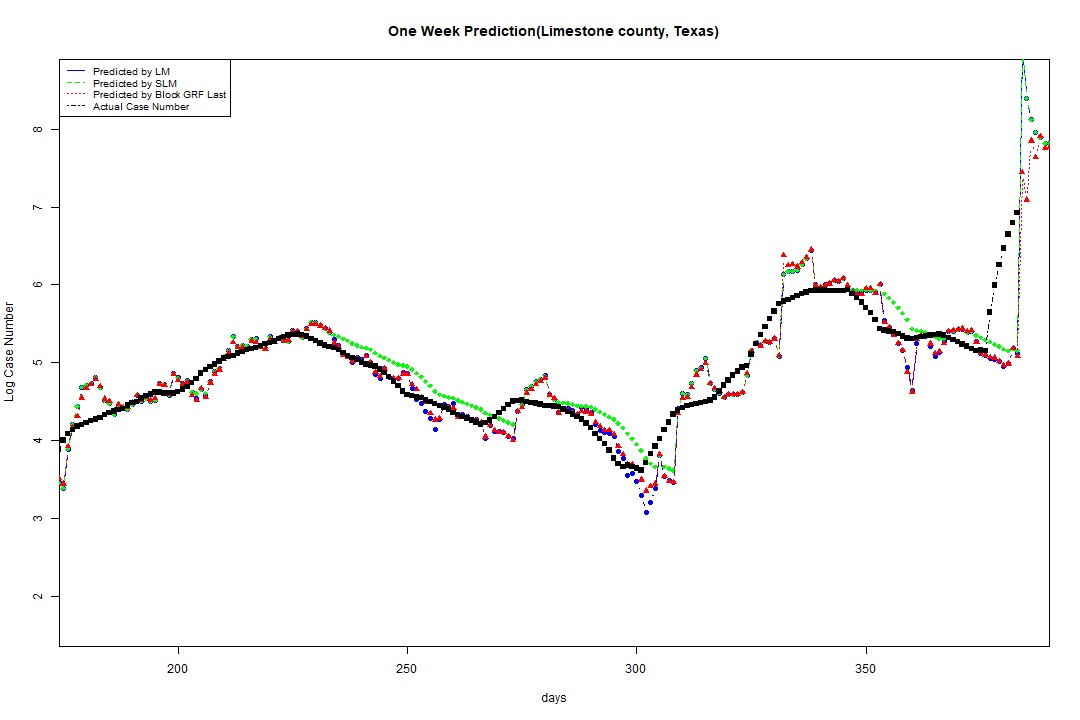 One Week Prediction(Limestone county, Texas)
Predicted by LM
Predicted by SLM
Predicted by Block GRF Last
Actual Case Number
Log Case Number
8
7
6
5
4
3
2
200 250 300 350
days